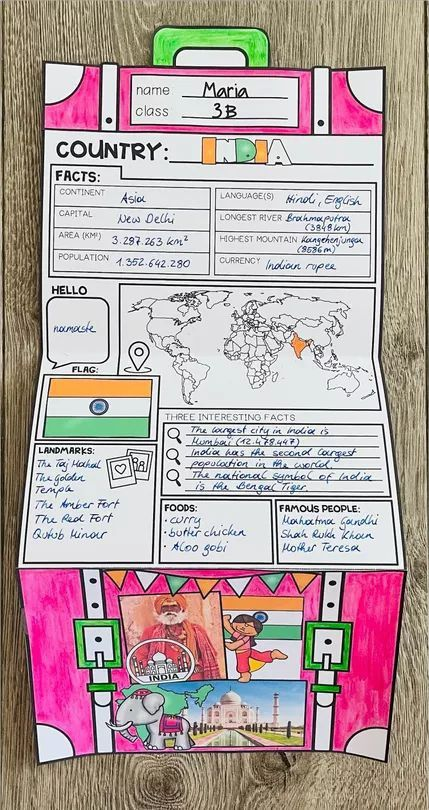 name Maria
class 3B
COUNTRY: INDIA
FACTS:
CONTINENT Asia
CAPITAL New Delhi
AREA (KM²) 3.287.263 km²
POPULATION 1.352.642.280
LANGUAGE(S) Hindi, English
LONGEST RIVER Brahmaputra
(3848 km)
HIGHEST MOUNTAIN Kangchenjunga
(8586m)
CURRENCY Indian rupee
HELLO
namaste
FLAG:
THREE INTERESTING FACTS
The largest city in India is
Mumbai (12.478.447)
India has the second largest
population in the world.
The national symbol of India
is the Bengal Tiger.
LANDMARKS:
The Taj Mahal
The Golden
Temple
The Amber Fort
The Red Fort
Qutub Minar
FOODS:
• curry
• butter chicken
• Aloo gobi
FAMOUS PEOPLE:
Mahatma Gandhi
Shah Rukh Khan
Mother Teresa
INDIA